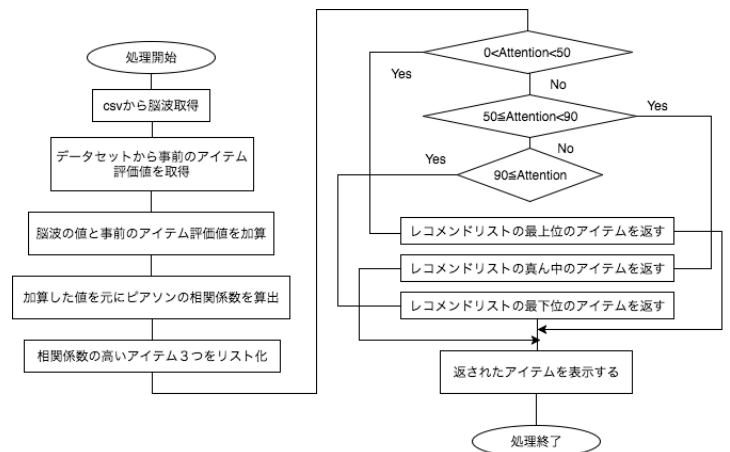 処理開始
csvから脳波取得
データセットから事前のアイテム
評価値を取得
脳波の値と事前のアイテム評価値を加算
加算した値を元にピアソンの相関係数を算出
相関係数の高いアイテム３つをリスト化
0<Attention<50
Yes
No
50≦Attention<90
Yes
No
Yes
90≦Attention
レコメンドリストの最上位のアイテムを返す
レコメンドリストの真ん中のアイテムを返す
レコメンドリストの最下位のアイテムを返す
返されたアイテムを表示する
処理終了